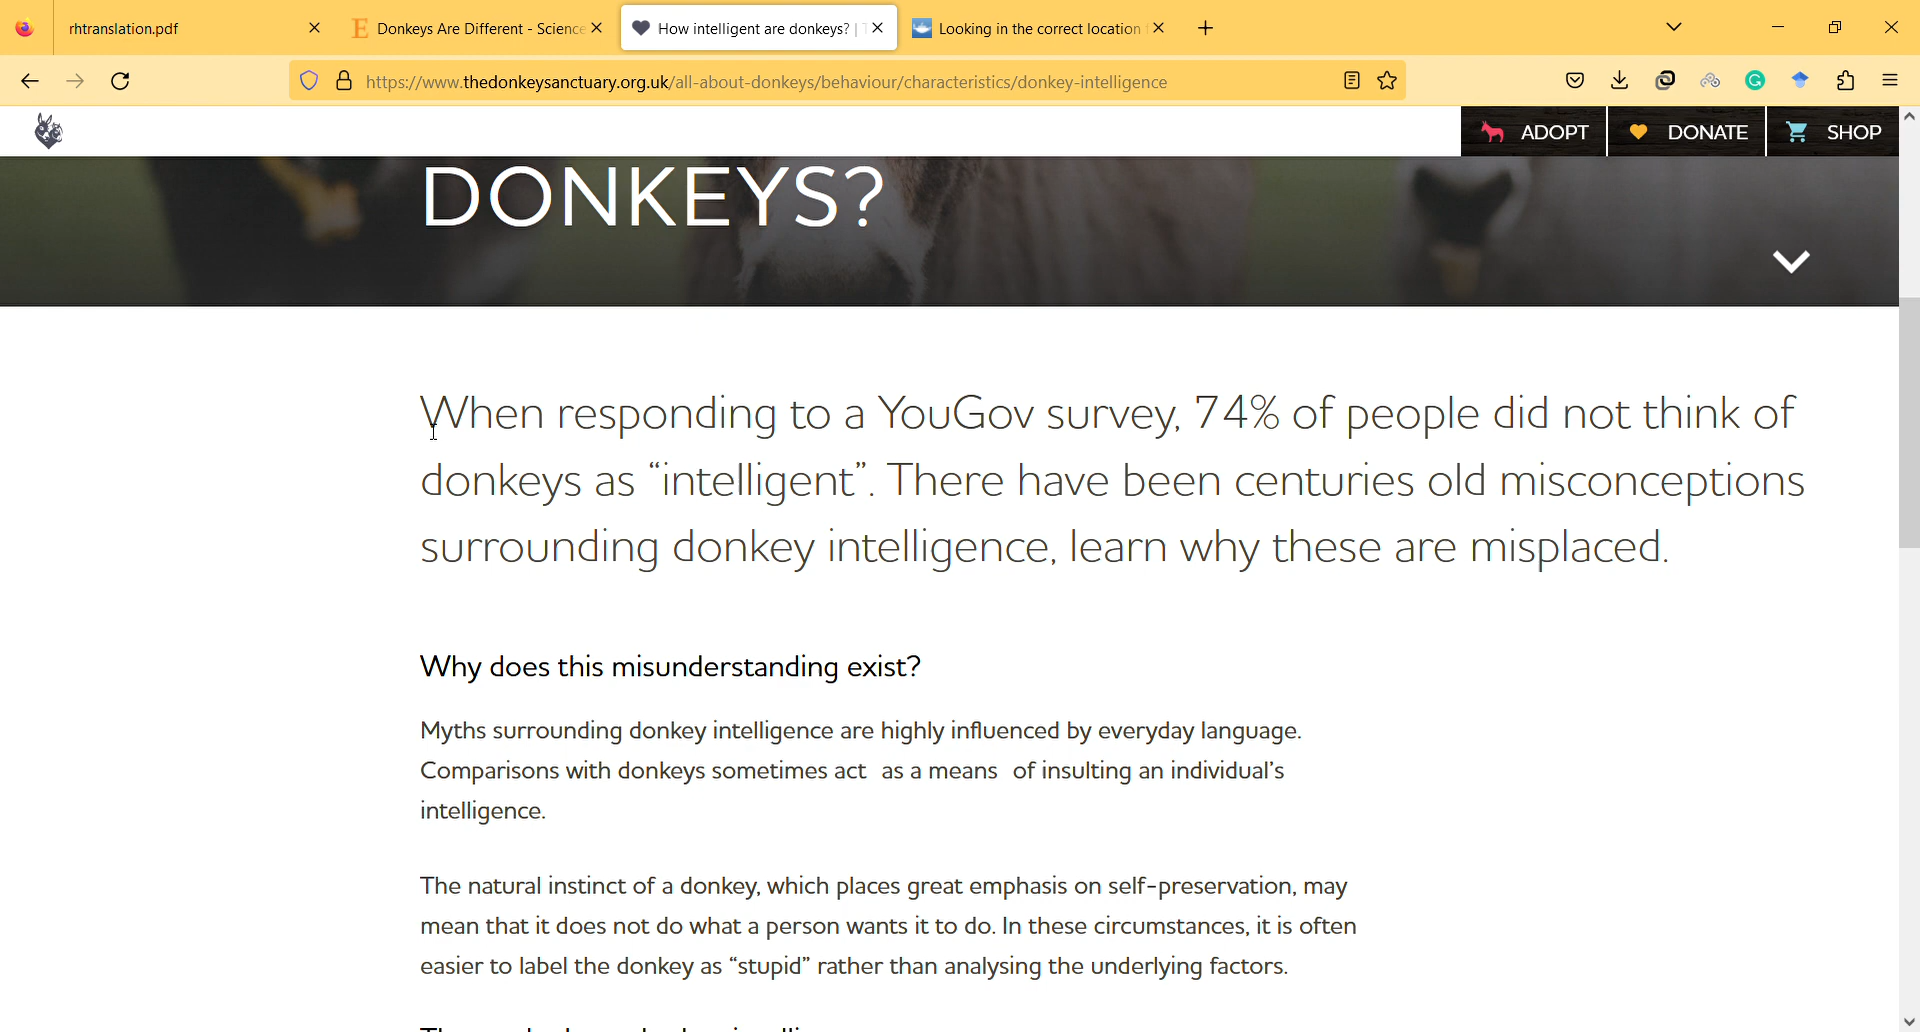 rhtranslation.pdf
Donkeys Are Different - Science
How intelligent are donkeys? | T
Looking in the correct location
https://www.thedonkeysanctuary.org.uk/all-about-donkeys/behaviour/characteristics/donkey-intelligence
ADOPT
DONATE
SHOP
DONKEYS?
When responding to a YouGov survey, 74% of people did not think of
donkeys as “intelligent”. There have been centuries old misconceptions
surrounding donkey intelligence, learn why these are misplaced.
Why does this misunderstanding exist?
Myths surrounding donkey intelligence are highly influenced by everyday language.
Comparisons with donkeys sometimes act as a means of insulting an individual’s
intelligence.
The natural instinct of a donkey, which places great emphasis on self-preservation, may
mean that it does not do what a person wants it to do. In these circumstances, it is often
easier to label the donkey as “stupid” rather than analysing the underlying factors.